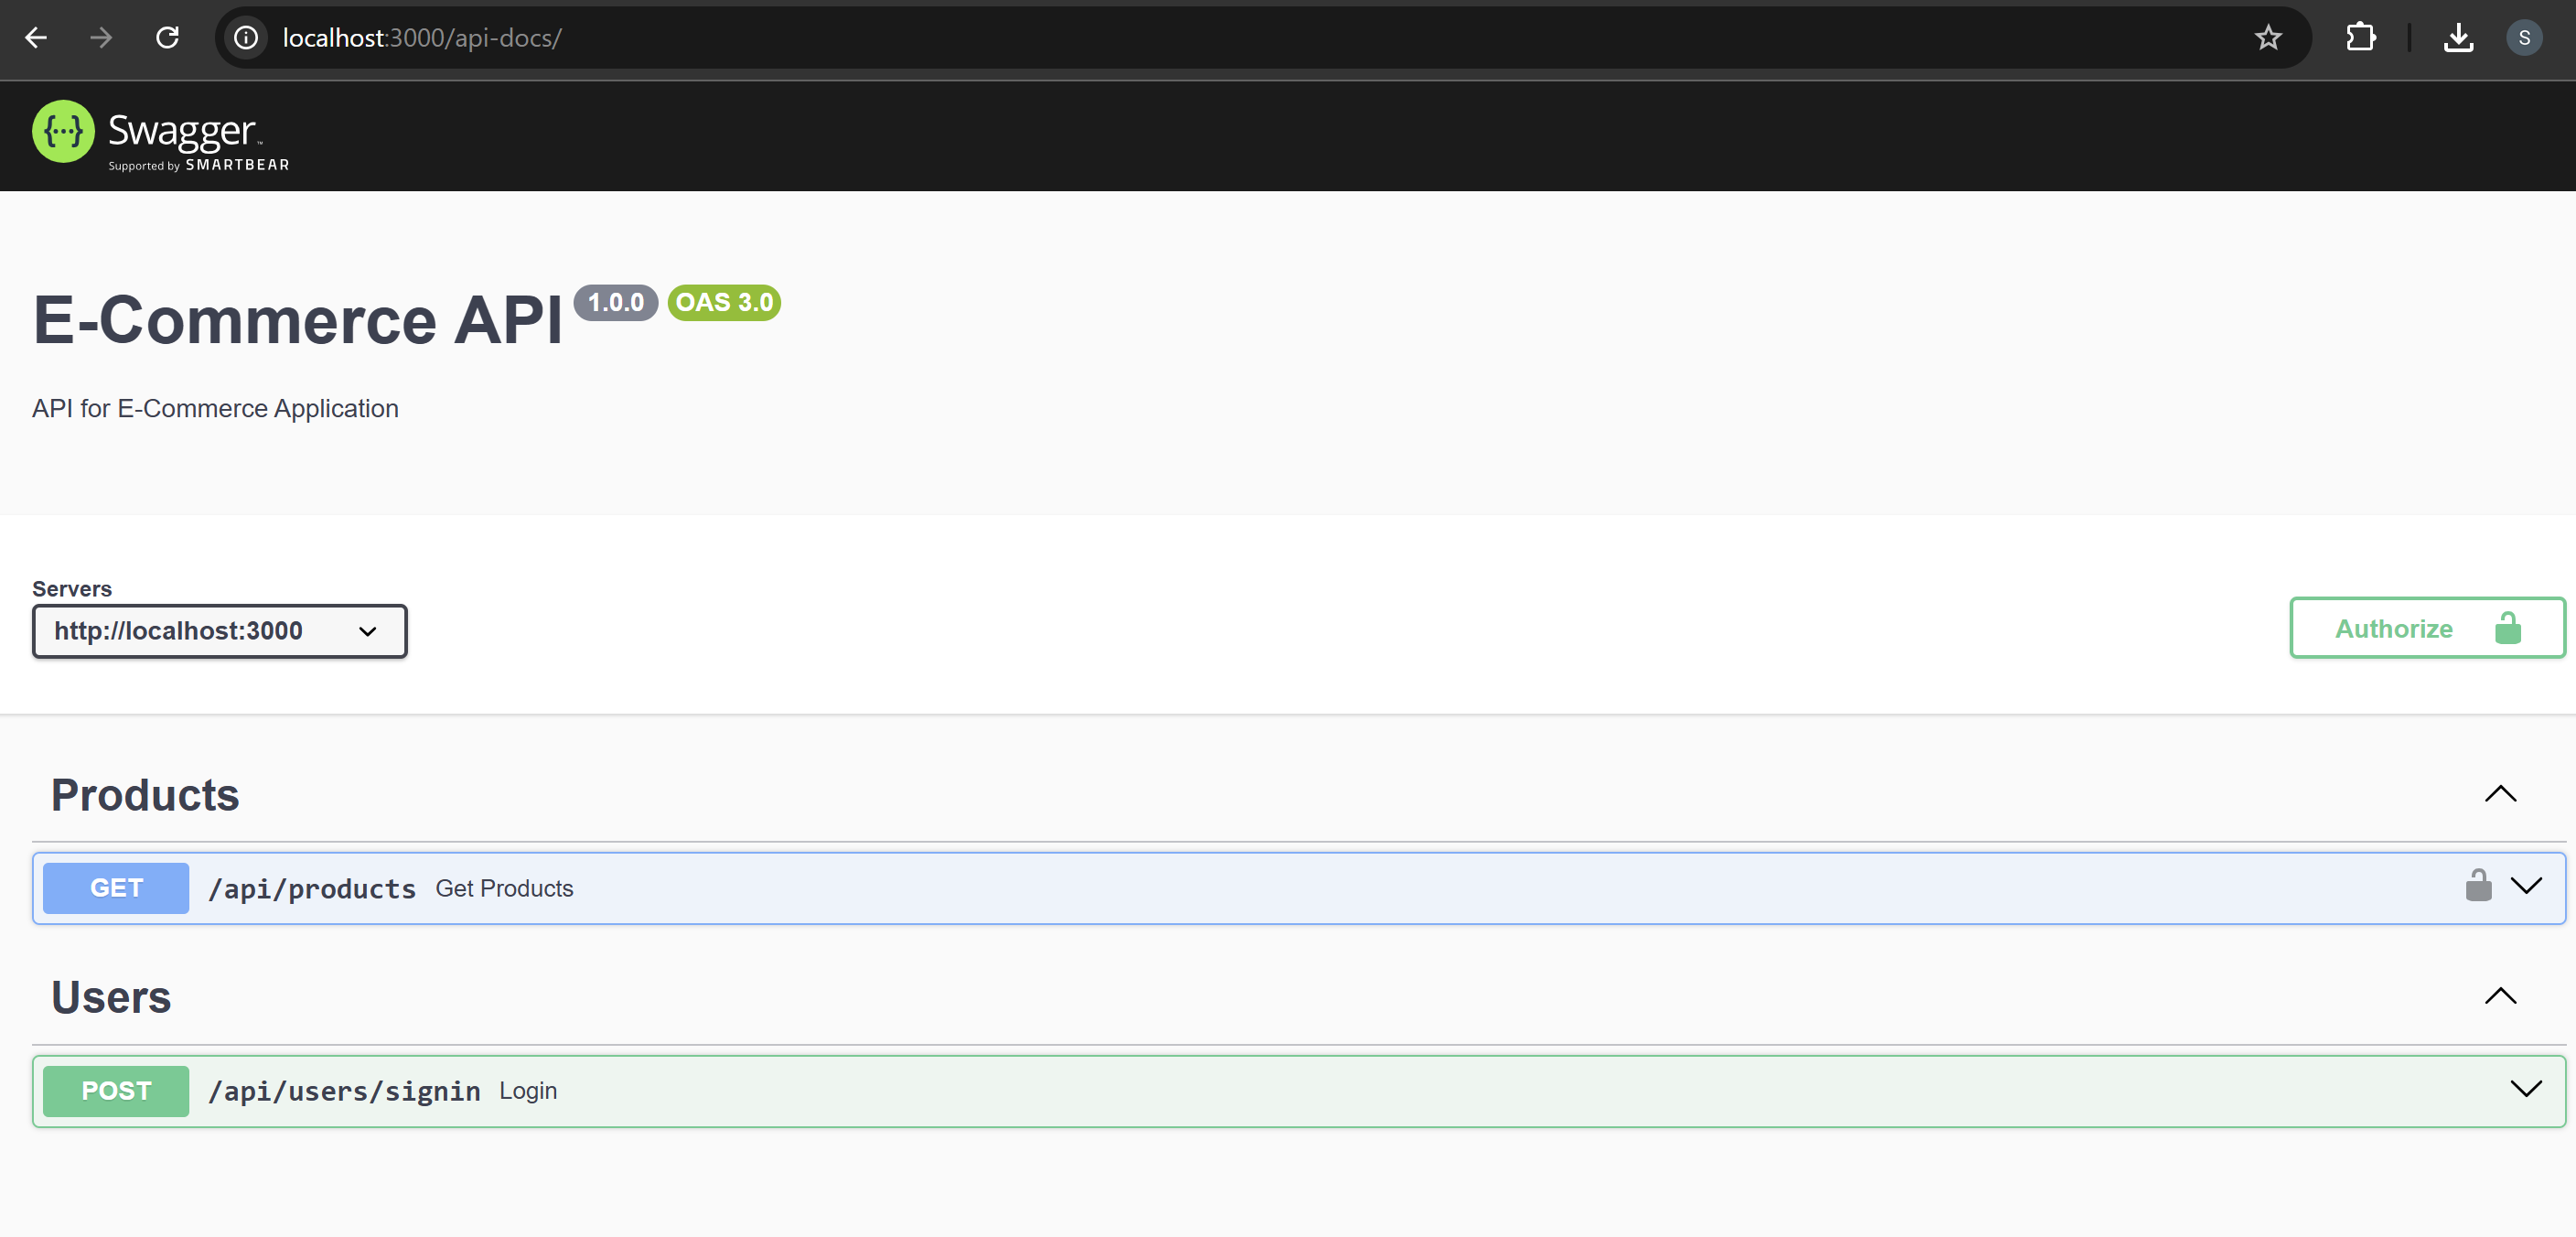 localhost:3000/api-docs/
S
{...} Swagger™
Supported by SMARTBEAR
E-Commerce API 1.0.0 OAS 3.0
API for E-Commerce Application
Servers
http://localhost:3000
Authorize
Products
GET /api/products Get Products
Users
POST /api/users/signin Login